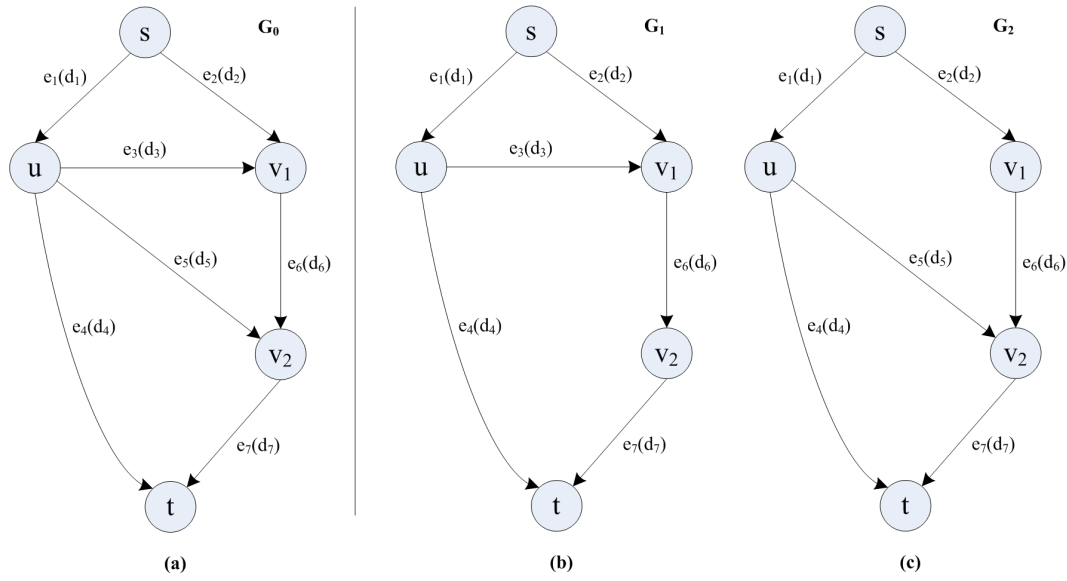 s
G₀
e₁(d₁)
e₂(d₂)
u
e₃(d₃)
v₁
e₅(d₅)
e₆(d₆)
e₄(d₄)
v₂
e₇(d₇)
t
(a)
s
G₁
e₁(d₁)
e₂(d₂)
u
e₃(d₃)
v₁
e₆(d₆)
e₄(d₄)
v₂
e₇(d₇)
t
(b)
s
G₂
e₁(d₁)
e₂(d₂)
u
v₁
e₅(d₅)
e₆(d₆)
e₄(d₄)
v₂
e₇(d₇)
t
(c)